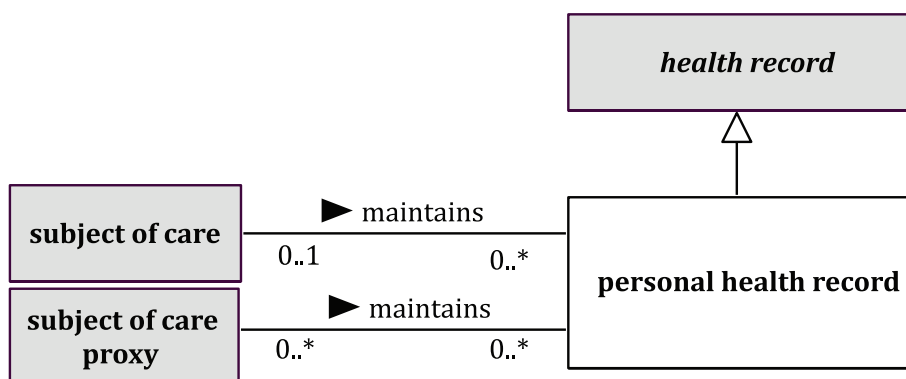 health record
maintains
subject of care
0..1
0..*
personal health record
subject of care
proxy
maintains
0..*
0..*